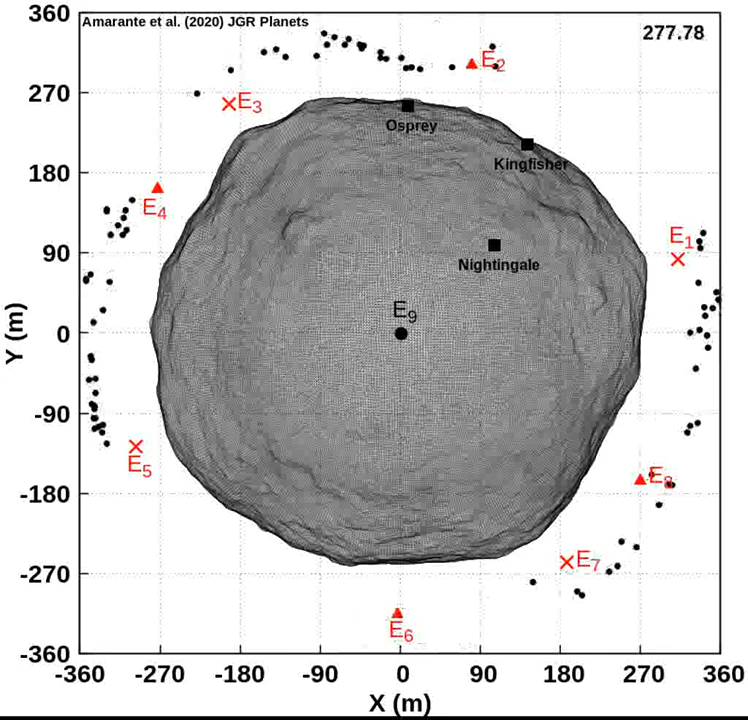 Amarante et al. (2020) JGR Planets
277.78
360
270
180
90
0
-90
-180
-270
-360
Y (m)
E2
E3
Osprey
Kingfisher
E4
E1
Nightingale
E9
E5
E8
E7
E6
-360 -270 -180 -90 0 90 180 270 360
X (m)